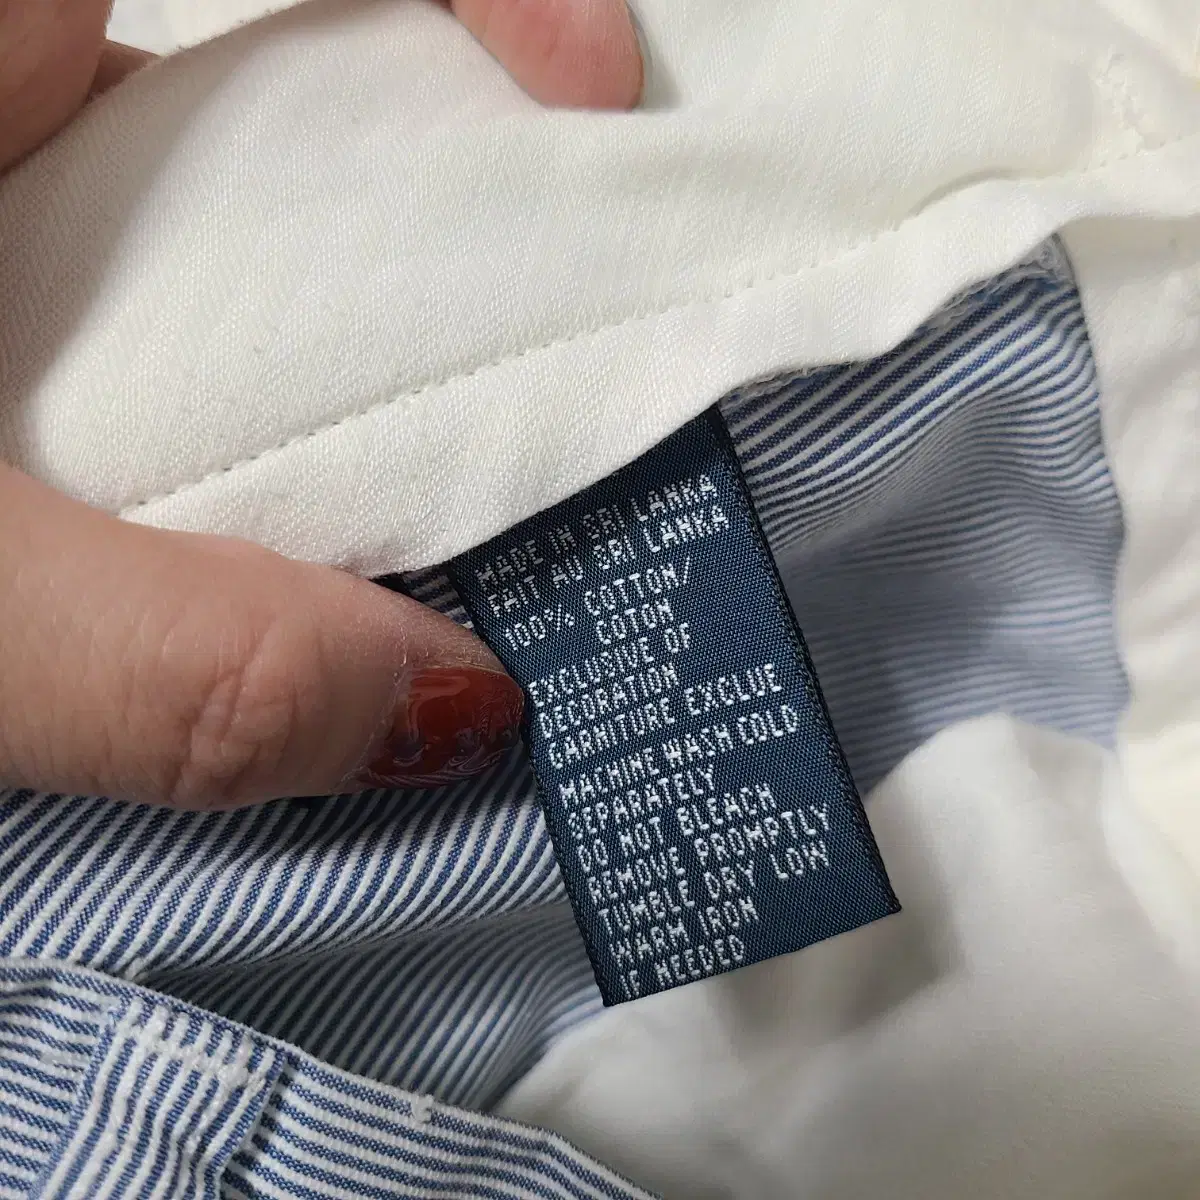 MADE IN SRI LANKA
FAIT AU SRI LANKA
100% COTTON/
COTON
EXCLUSIVE OF
DECORATION
GARNITURE EXCLUE
MACHINE WASH COLD
SEPARATELY
DO NOT BLEACH
REMOVE PROMPTLY
TUMBLE DRY LOW
WARM IRON
IF NEEDED